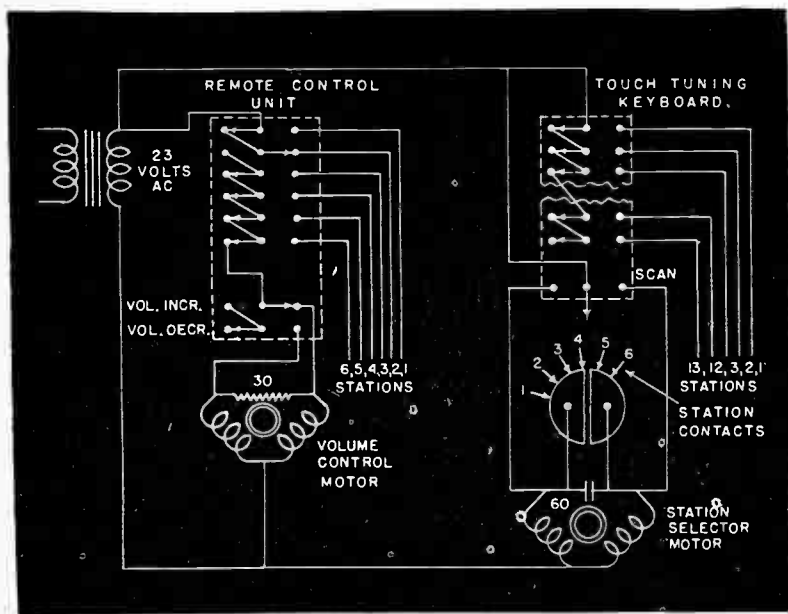 REMOTE CONTROL
UNIT
TOUCH TUNING
KEYBOARD.
23
VOLTS
AC
SCAN
VOL. INCR.
VOL. DECR.
6,5,4,3,2,1
STATIONS
13,12,3,2,1
STATIONS
1
2
3
4
5
6
STATION
CONTACTS
30
VOLUME
CONTROL
MOTOR
60
STATION
SELECTOR
MOTOR